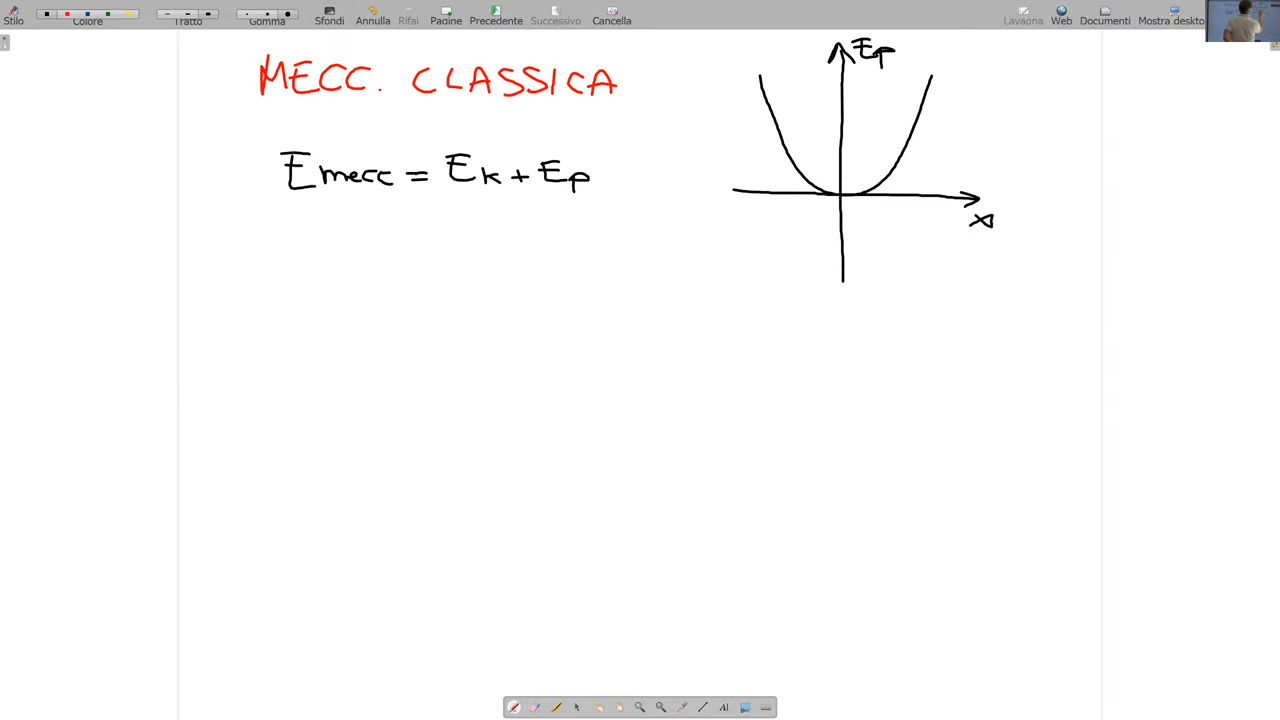 Stilo Colore Tratto Gomma Sfondi Annulla Rifai Pagine Precedente Successivo Cancella Lavagna Web Documenti Mostra deskto
MECC. CLASSICA
Emecc = Ek + Ep
Ep
x
AI